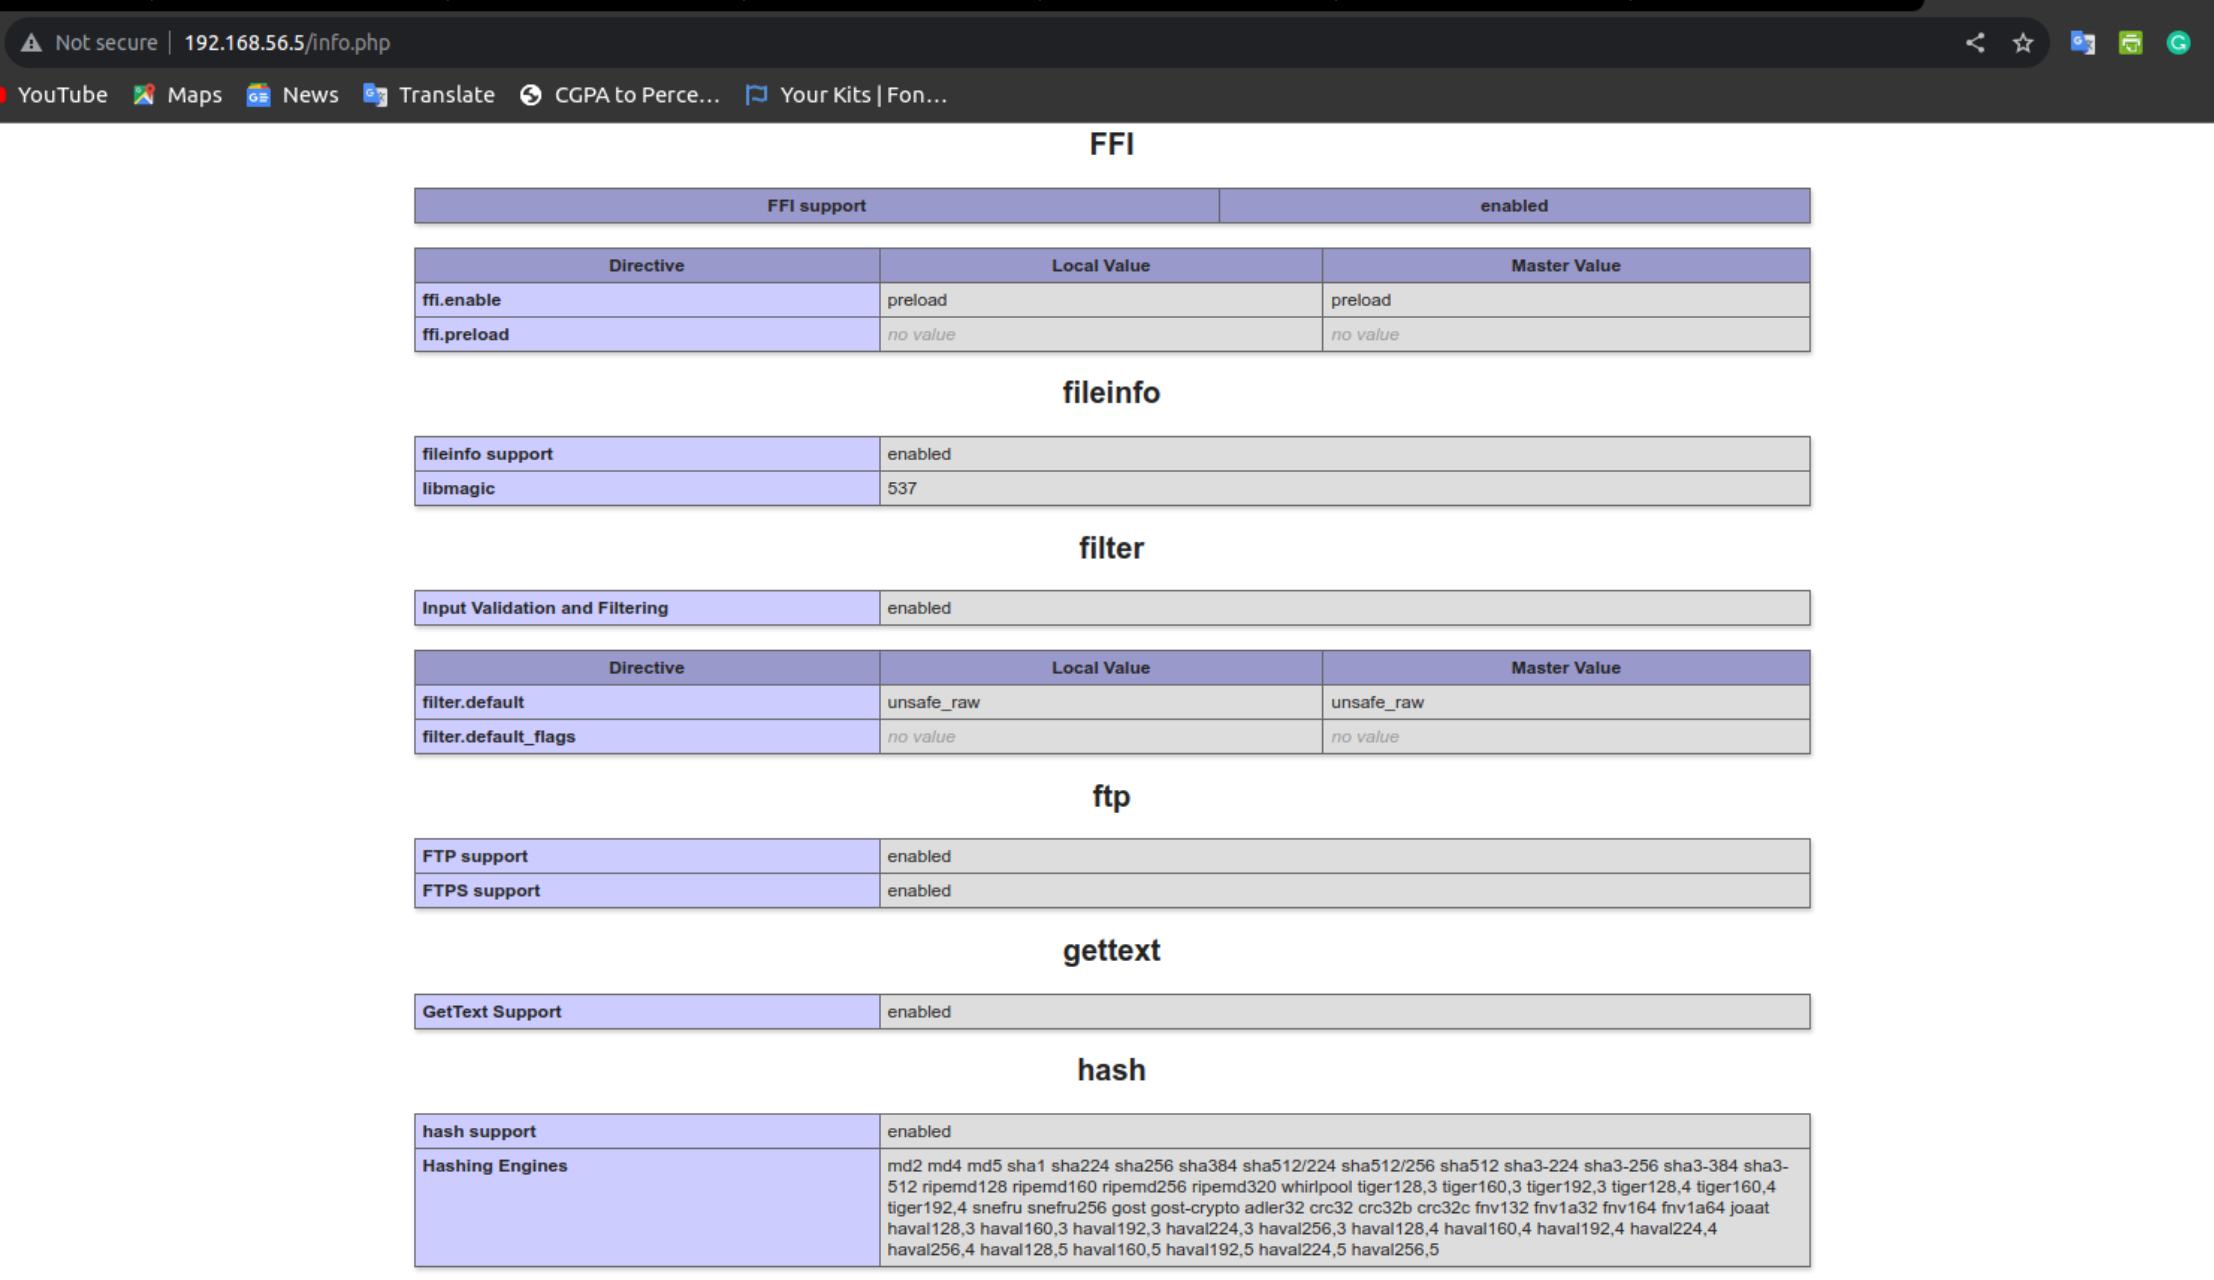 Not secure | 192.168.56.5/info.php
YouTube Maps News Translate CGPA to Perce... Your Kits | Fon...
FFI
FFI support enabled
Directive Local Value Master Value
ffi.enable preload preload
ffi.preload no value no value
fileinfo
fileinfo support enabled
libmagic 537
filter
Input Validation and Filtering enabled
Directive Local Value Master Value
filter.default unsafe_raw unsafe_raw
filter.default_flags no value no value
ftp
FTP support enabled
FTPS support enabled
gettext
GetText Support enabled
hash
hash support enabled
Hashing Engines md2 md4 md5 sha1 sha224 sha256 sha384 sha512/224 sha512/256 sha512 sha3-224 sha3-256 sha3-384 sha3-
512 ripemd128 ripemd160 ripemd256 ripemd320 whirlpool tiger128,3 tiger160,3 tiger192,3 tiger128,4 tiger160,4
tiger192,4 snefru snefru256 gost gost-crypto adler32 crc32 crc32b crc32c fnv132 fnv1a32 fnv164 fnv1a64 joaat
haval128,3 haval160,3 haval192,3 haval224,3 haval256,3 haval128,4 haval160,4 haval192,4 haval224,4
haval256,4 haval128,5 haval160,5 haval192,5 haval224,5 haval256,5